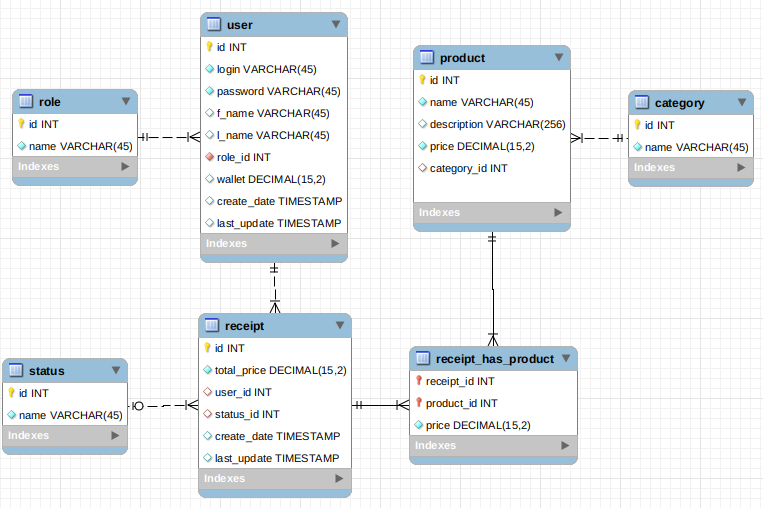 user
id INT
login VARCHAR(45)
password VARCHAR(45)
f_name VARCHAR(45)
l_name VARCHAR(45)
role_id INT
wallet DECIMAL(15,2)
create_date TIMESTAMP
last_update TIMESTAMP
Indexes
product
id INT
name VARCHAR(45)
description VARCHAR(256)
price DECIMAL(15,2)
category_id INT
Indexes
role
id INT
name VARCHAR(45)
Indexes
category
id INT
name VARCHAR(45)
Indexes
receipt
id INT
total_price DECIMAL(15,2)
user_id INT
status_id INT
create_date TIMESTAMP
last_update TIMESTAMP
Indexes
status
id INT
name VARCHAR(45)
Indexes
receipt_has_product
receipt_id INT
product_id INT
price DECIMAL(15,2)
Indexes